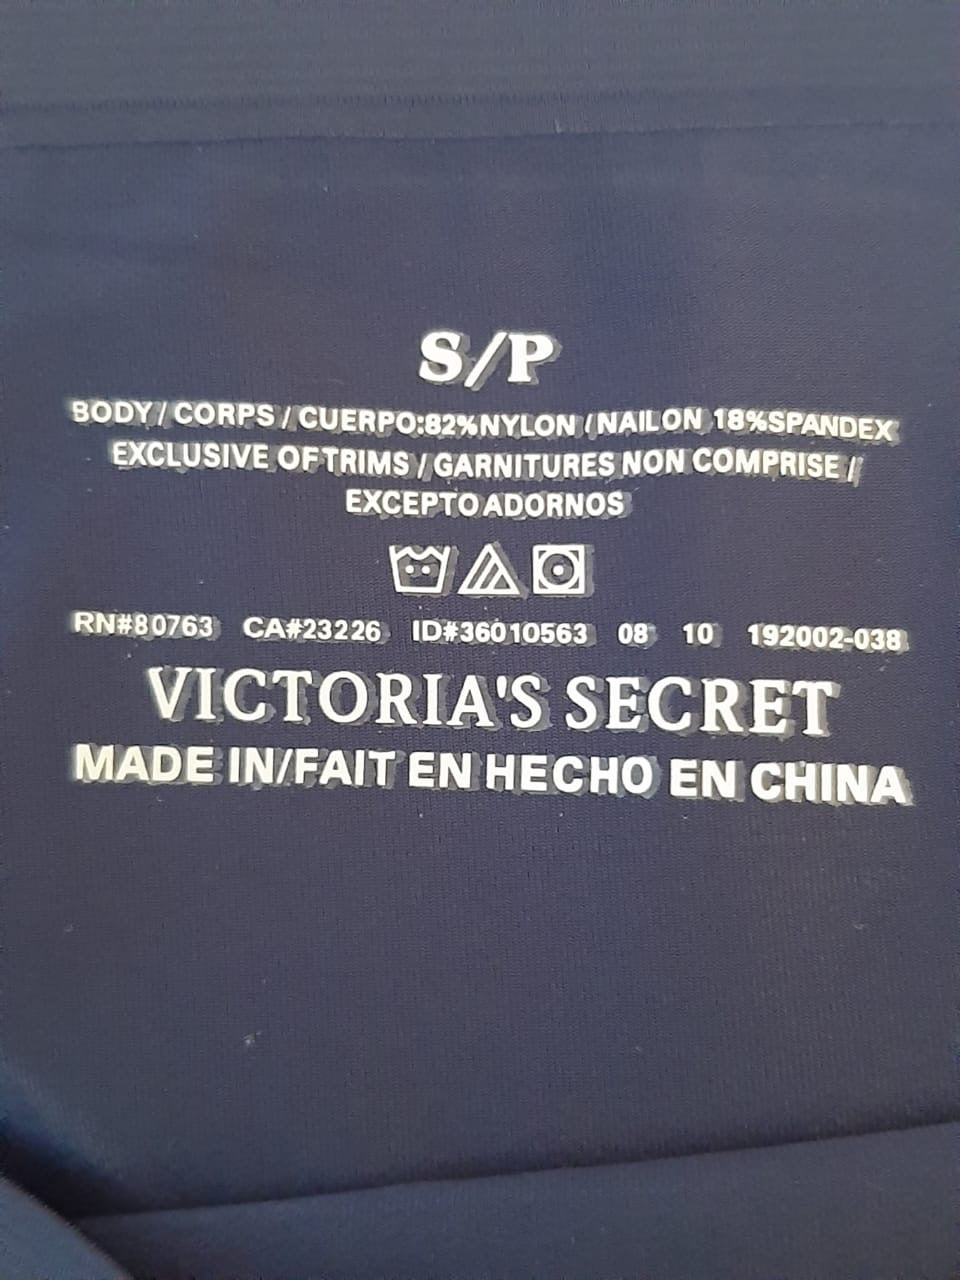 S/P
BODY / CORPS / CUERPO:82%NYLON / NAILON 18%SPANDEX
EXCLUSIVE OF TRIMS / GARNITURES NON COMPRISE /
EXCEPTO ADORNOS
RN#80763 CA#23226 ID#36010563 08 10 192002-038
VICTORIA'S SECRET
MADE IN/FAIT EN HECHO EN CHINA